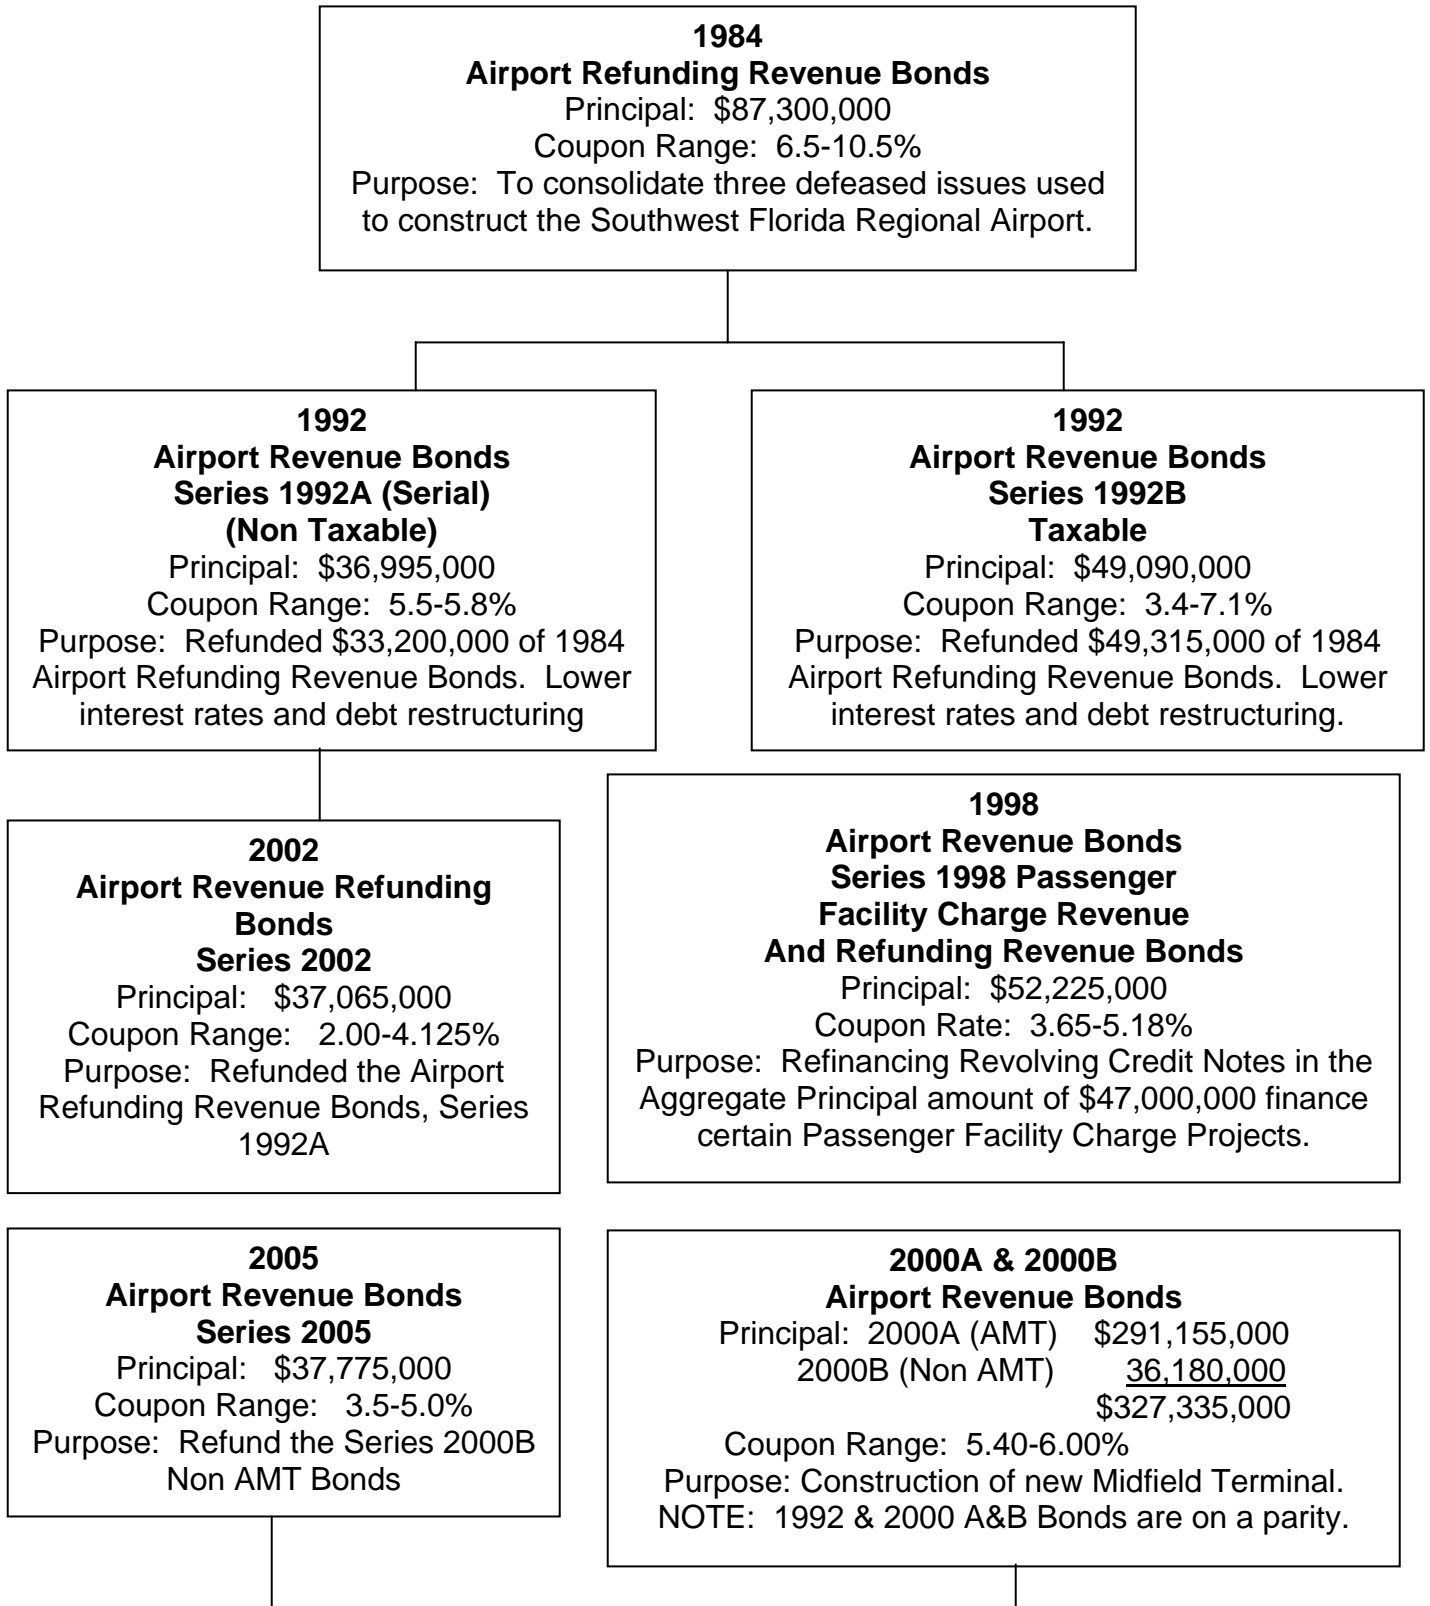 1984
Airport Refunding Revenue Bonds
Principal: $87,300,000
Coupon Range: 6.5-10.5%
Purpose: To consolidate three defeased issues used
to construct the Southwest Florida Regional Airport.
1992
Airport Revenue Bonds
Series 1992A (Serial)
(Non Taxable)
Principal: $36,995,000
Coupon Range: 5.5-5.8%
Purpose: Refunded $33,200,000 of 1984
Airport Refunding Revenue Bonds. Lower
interest rates and debt restructuring
1992
Airport Revenue Bonds
Series 1992B
Taxable
Principal: $49,090,000
Coupon Range: 3.4-7.1%
Purpose: Refunded $49,315,000 of 1984
Airport Refunding Revenue Bonds. Lower
interest rates and debt restructuring.
2002
Airport Revenue Refunding
Bonds
Series 2002
Principal: $37,065,000
Coupon Range: 2.00-4.125%
Purpose: Refunded the Airport
Refunding Revenue Bonds, Series
1992A
1998
Airport Revenue Bonds
Series 1998 Passenger
Facility Charge Revenue
And Refunding Revenue Bonds
Principal: $52,225,000
Coupon Rate: 3.65-5.18%
Purpose: Refinancing Revolving Credit Notes in the
Aggregate Principal amount of $47,000,000 finance
certain Passenger Facility Charge Projects.
2005
Airport Revenue Bonds
Series 2005
Principal: $37,775,000
Coupon Range: 3.5-5.0%
Purpose: Refund the Series 2000B
Non AMT Bonds
2000A & 2000B
Airport Revenue Bonds
Principal: 2000A (AMT) $291,155,000
2000B (Non AMT) 36,180,000
$327,335,000
Coupon Range: 5.40-6.00%
Purpose: Construction of new Midfield Terminal.
NOTE: 1992 & 2000 A&B Bonds are on a parity.